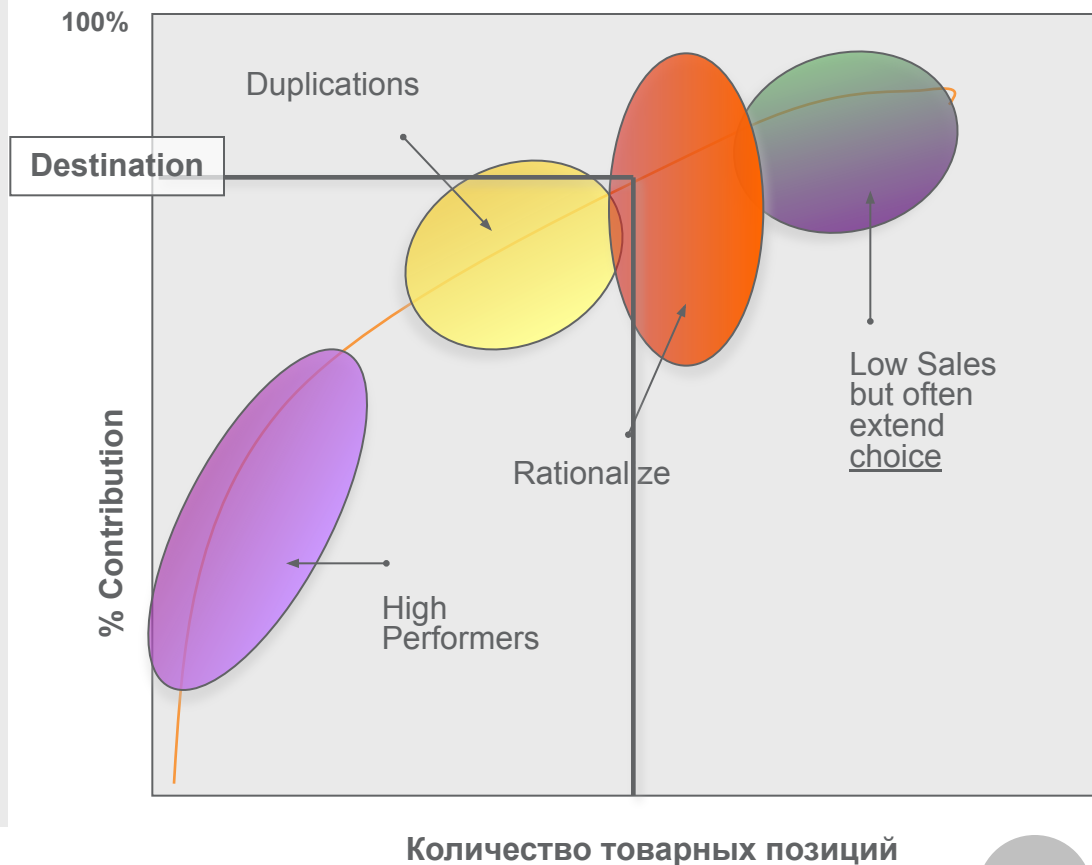 100%
Duplications
Destination
Low Sales
but often
extend
choice
Rationalize
% Contribution
High
Performers
Количество товарных позиций